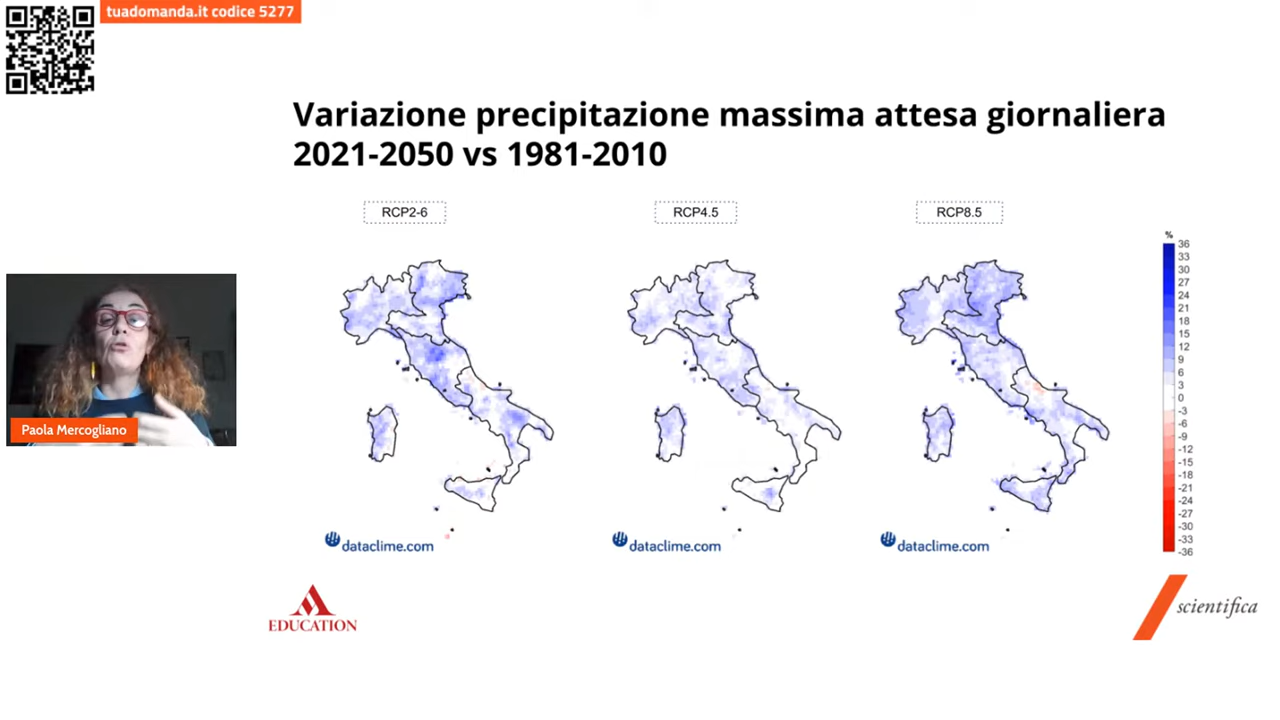 tuadomanda.it codice 5277
Variazione precipitazione massima attesa giornaliera
2021-2050 vs 1981-2010
RCP2-6
RCP4.5
RCP8.5
%
36
33
30
27
24
21
18
15
12
9
6
3
0
-3
-6
-9
-12
-15
-18
-21
-24
-27
-30
-33
-36
Paola Mercogliano
dataclime.com
dataclime.com
dataclime.com
EDUCATION
scientifica